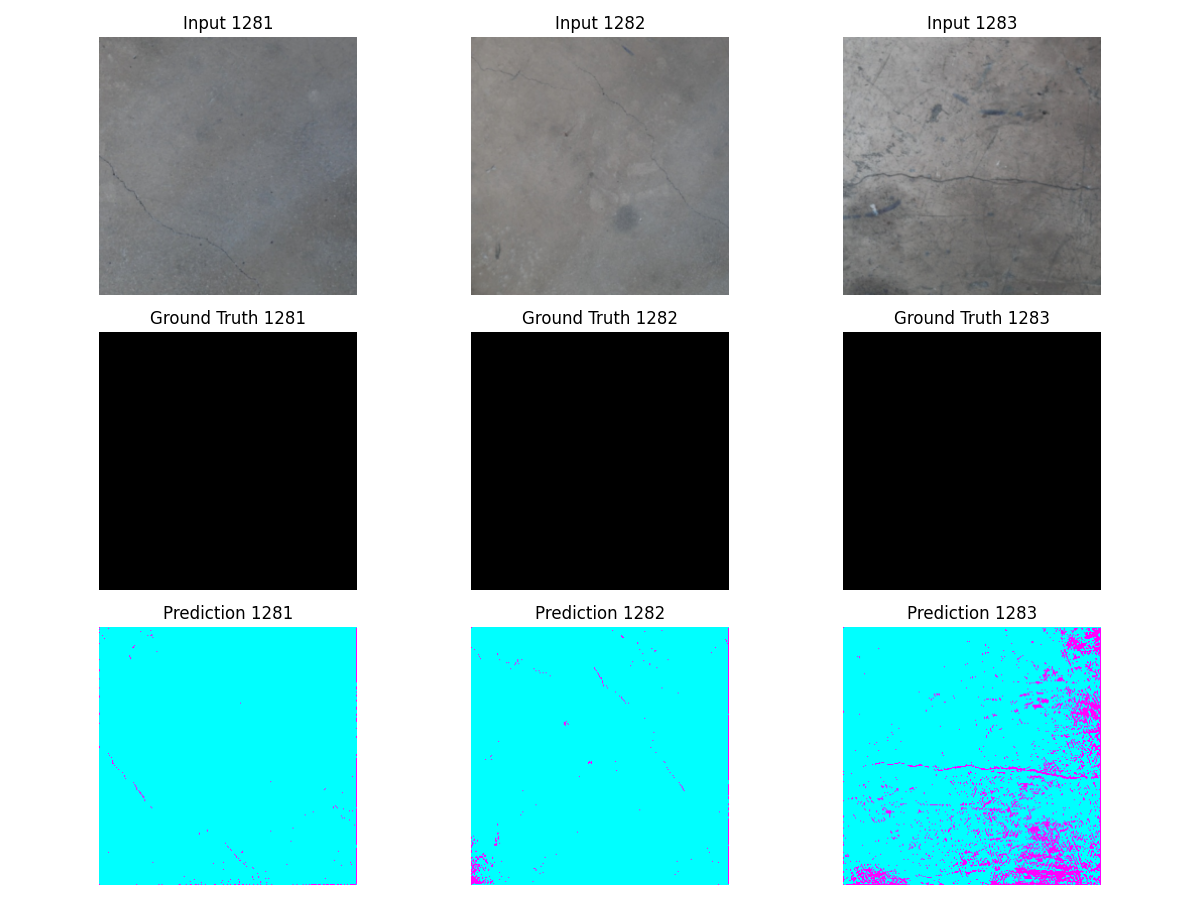 Input 1281
Input 1282
Input 1283
Ground Truth 1281
Ground Truth 1282
Ground Truth 1283
Prediction 1281
Prediction 1282
Prediction 1283